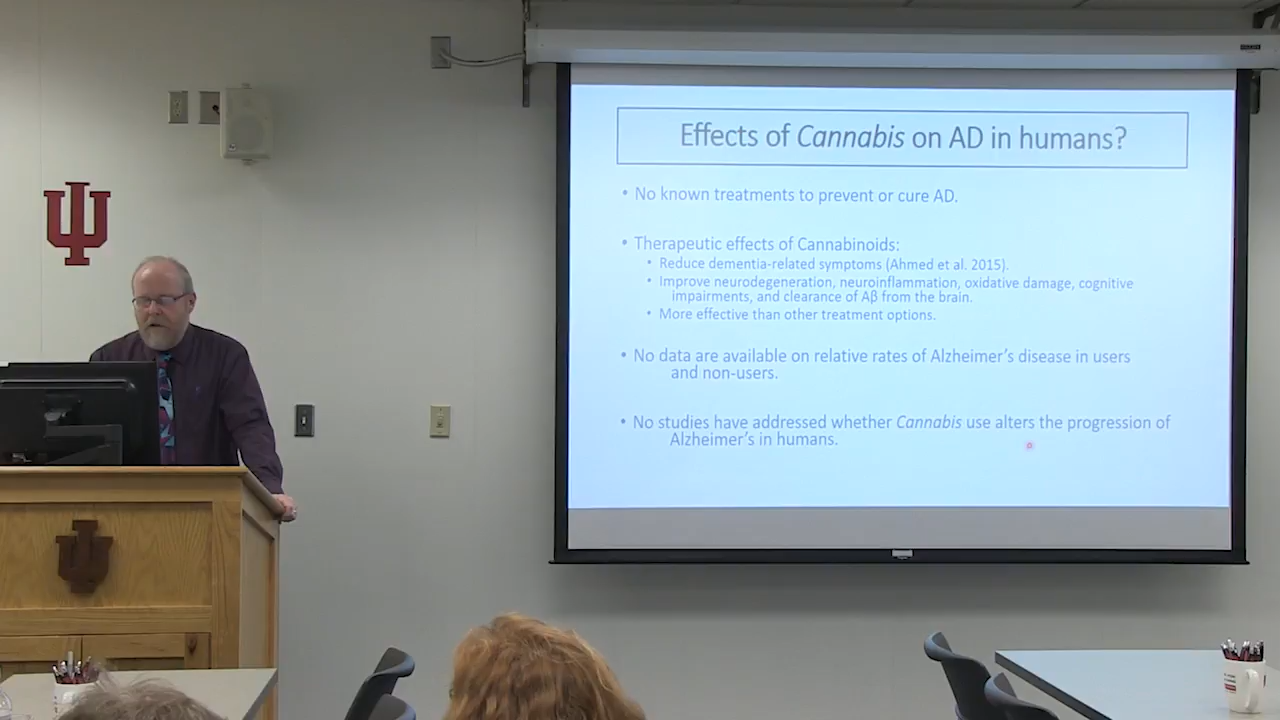 Effects of Cannabis on AD in humans?
• No known treatments to prevent or cure AD.
• Therapeutic effects of Cannabinoids:
• Reduce dementia-related symptoms (Ahmed et al. 2015).
• Improve neurodegeneration, neuroinflammation, oxidative damage, cognitive
impairments, and clearance of Aβ from the brain.
• More effective than other treatment options.
• No data are available on relative rates of Alzheimer's disease in users
and non-users.
• No studies have addressed whether Cannabis use alters the progression of
Alzheimer's in humans.